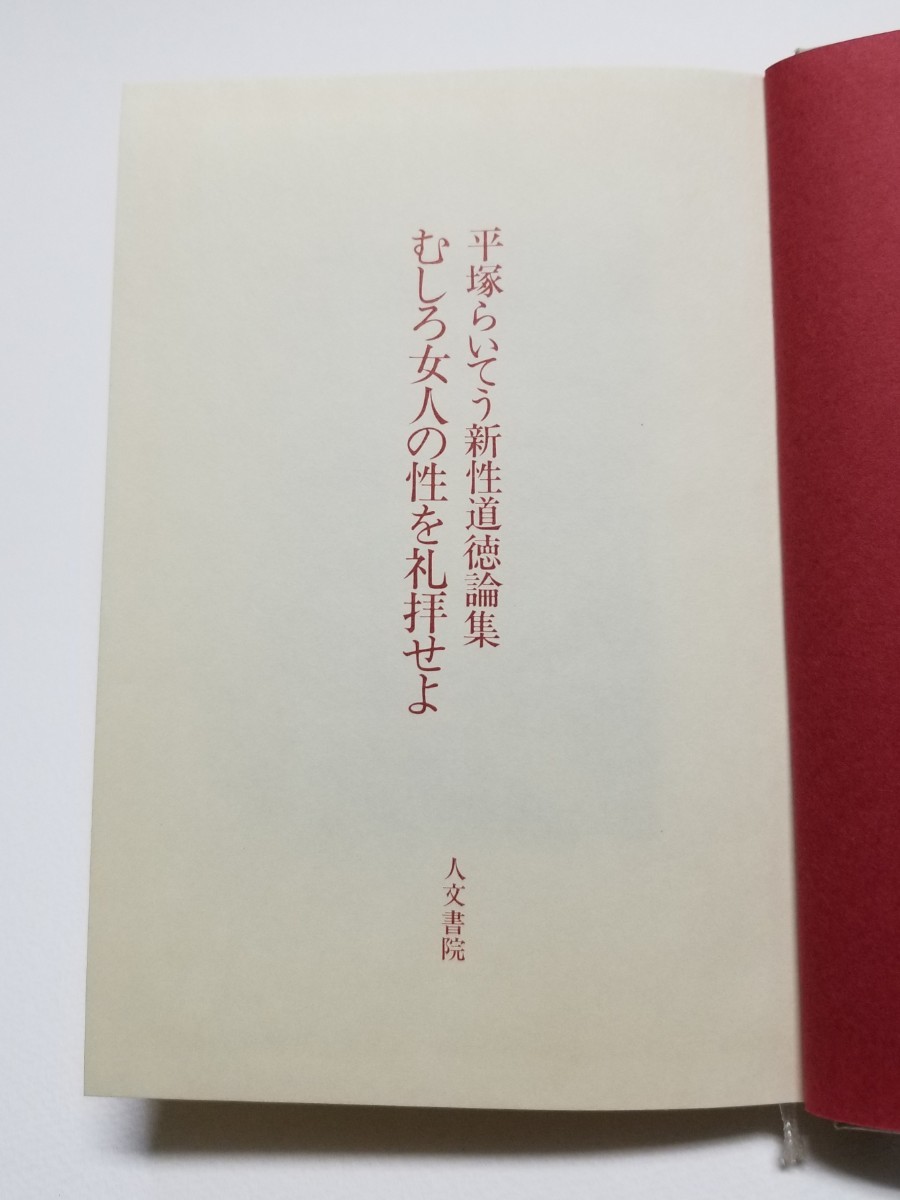 平塚らいてう新性道徳論集
むしろ女人の性を礼拝せよ
人文書院